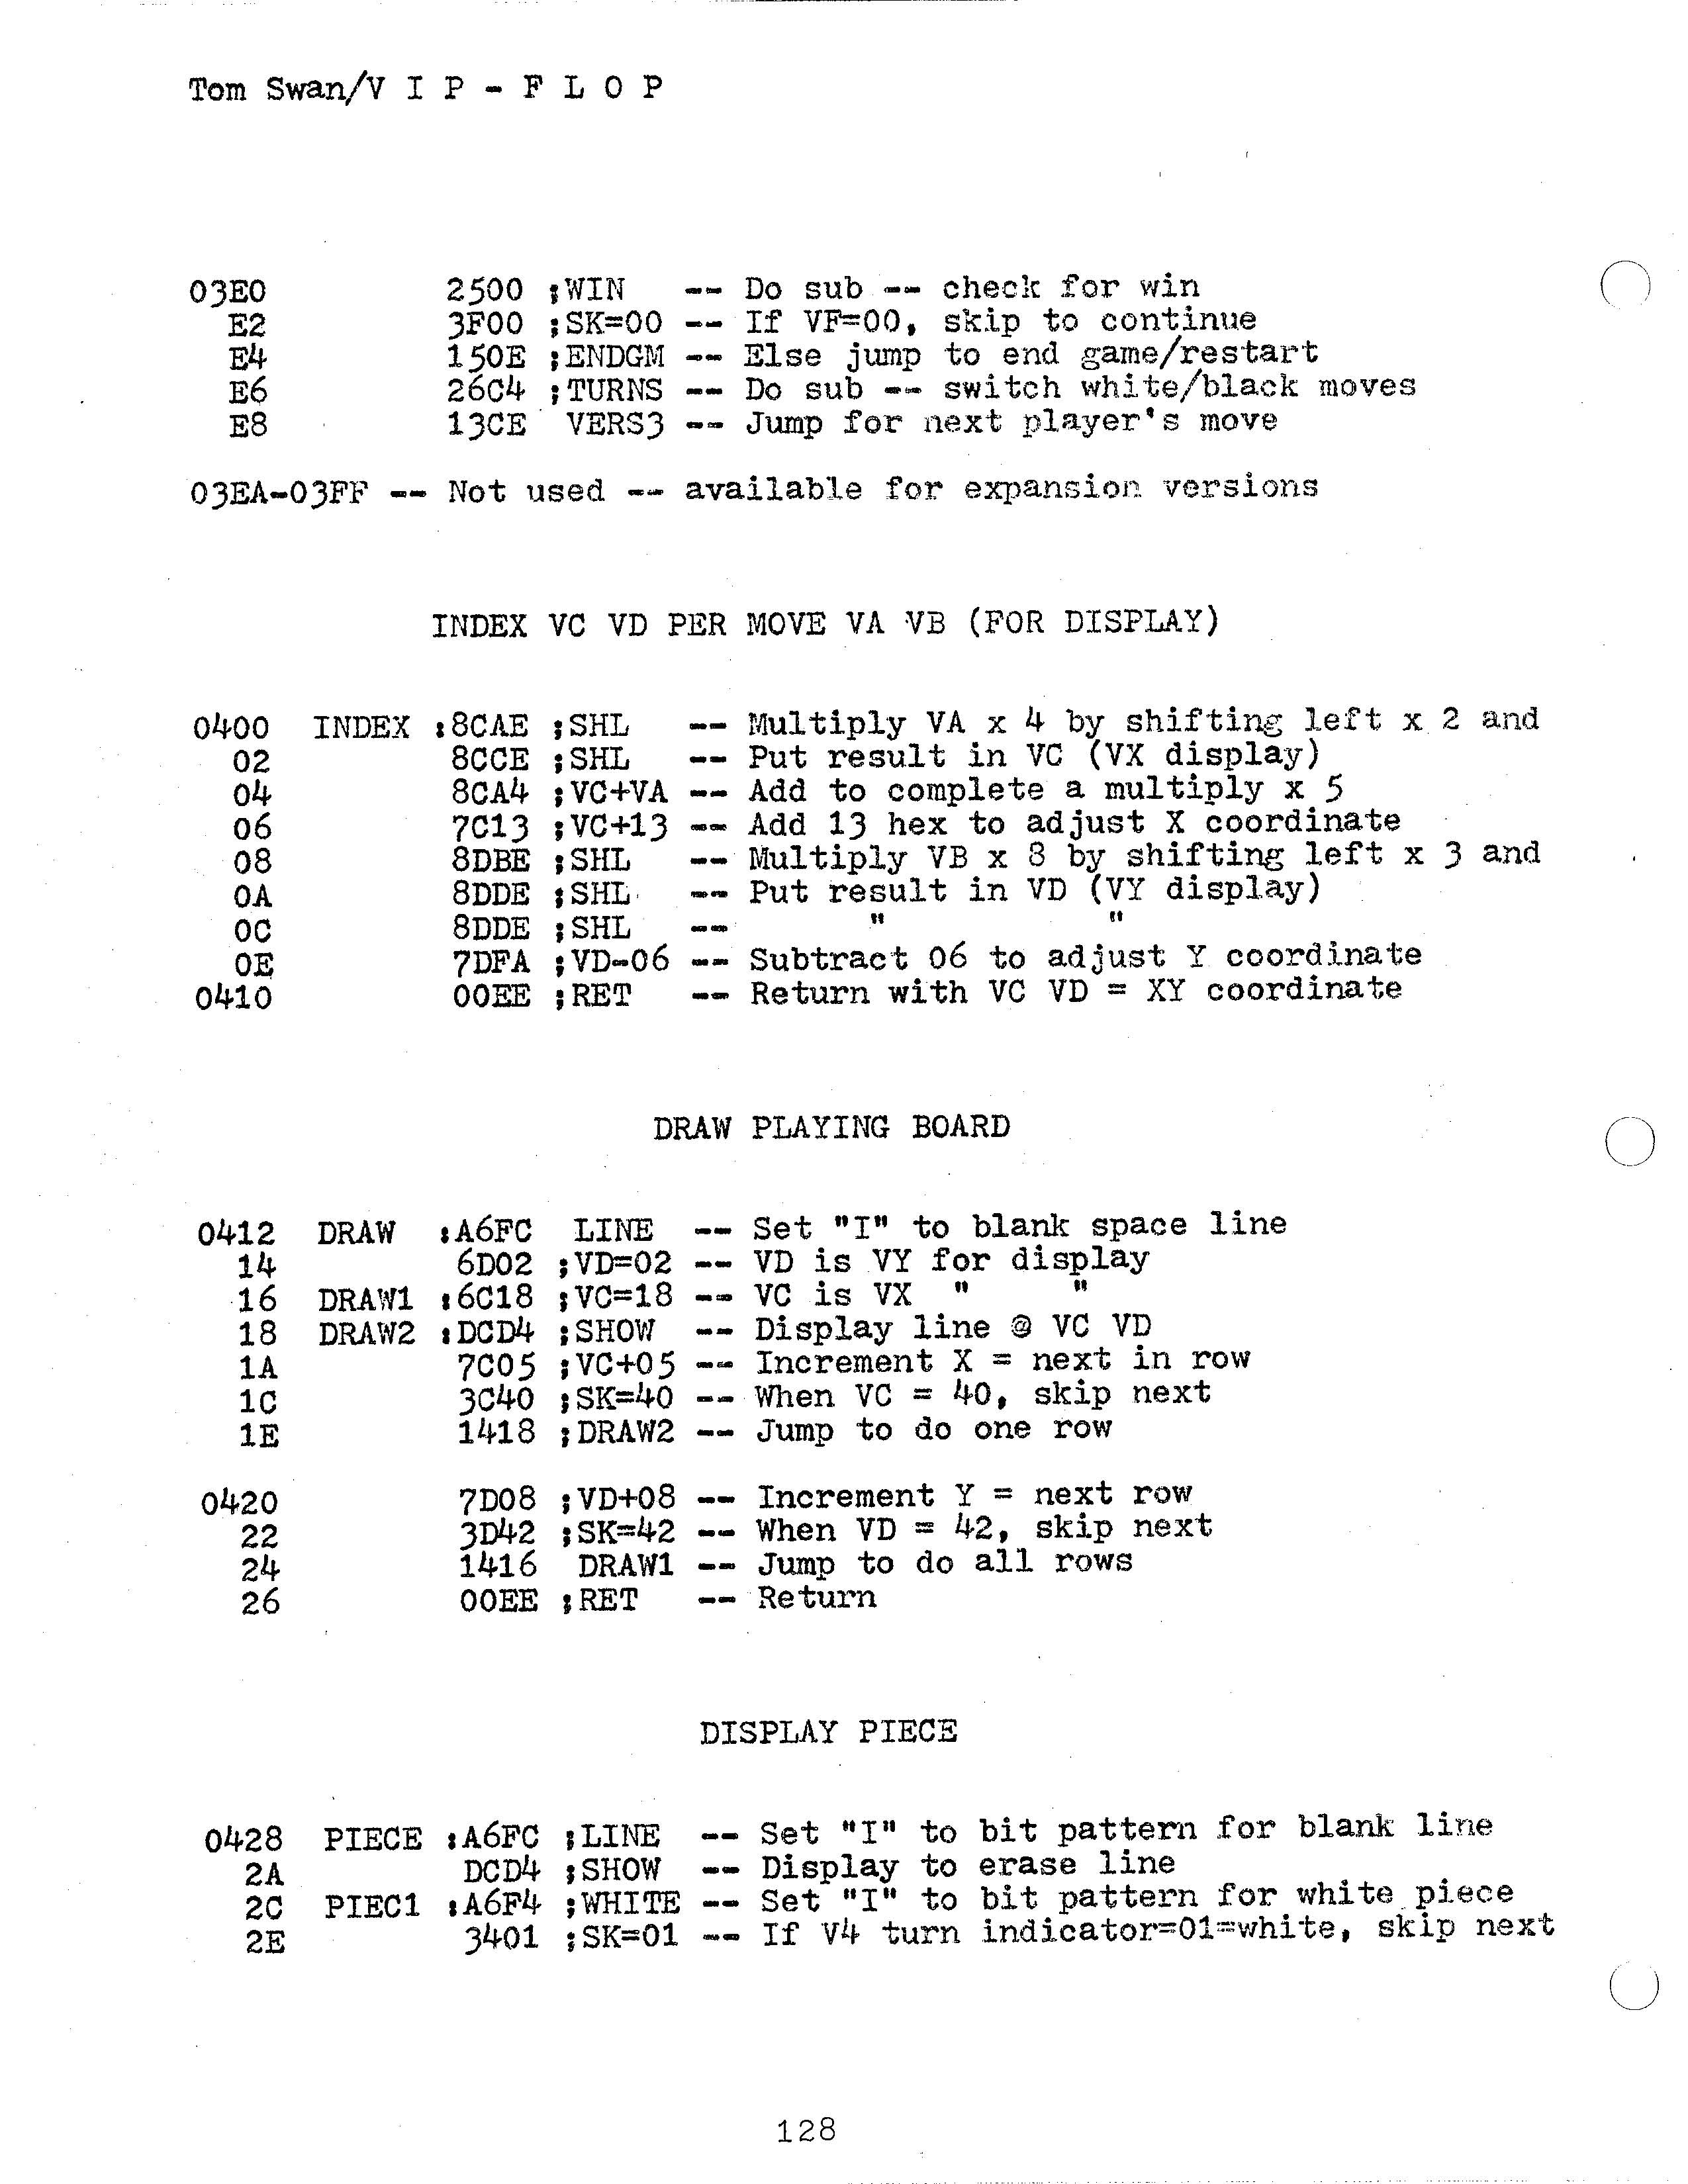 Tom Swan/V I P - F L O P
03E0 2500 ;WIN -- Do sub -- check for win
E2 3F00 ;SK=00 -- If VF=00, skip to continue
E4 150E ;ENDGM -- Else jump to end game/restart
E6 26C4 ;TURNS -- Do sub -- switch white/black moves
E8 13CE VERS3 -- Jump for next player's move
03EA-03FF -- Not used -- available for expansion versions
INDEX VC VD PER MOVE VA VB (FOR DISPLAY)
0400 INDEX :8CAE ;SHL -- Multiply VA x 4 by shifting left x 2 and
02 8CCE ;SHL -- Put result in VC (VX display)
04 8CA4 ;VC+VA -- Add to complete a multiply x 5
06 7C13 ;VC+13 -- Add 13 hex to adjust X coordinate
08 8DBE ;SHL -- Multiply VB x 8 by shifting left x 3 and
0A 8DDE ;SHL -- Put result in VD (VY display)
0C 8DDE ;SHL -- " "
0E 7DFA ;VD-06 -- Subtract 06 to adjust Y coordinate
0410 00EE ;RET -- Return with VC VD = XY coordinate
DRAW PLAYING BOARD
0412 DRAW :A6FC LINE -- Set "I" to blank space line
14 6D02 ;VD=02 -- VD is VY for display
16 DRAW1 :6C18 ;VC=18 -- VC is VX " "
18 DRAW2 :DCD4 ;SHOW -- Display line @ VC VD
1A 7C05 ;VC+05 -- Increment X = next in row
1C 3C40 ;SK=40 -- When VC = 40, skip next
1E 1418 ;DRAW2 -- Jump to do one row
0420 7D08 ;VD+08 -- Increment Y = next row
22 3D42 ;SK=42 -- When VD = 42, skip next
24 1416 DRAW1 -- Jump to do all rows
26 00EE ;RET -- Return
DISPLAY PIECE
0428 PIECE :A6FC ;LINE -- Set "I" to bit pattern for blank line
2A DCD4 ;SHOW -- Display to erase line
2C PIEC1 :A6F4 ;WHITE -- Set "I" to bit pattern for white piece
2E 3401 ;SK=01 -- If V4 turn indicator=01=white, skip next
128